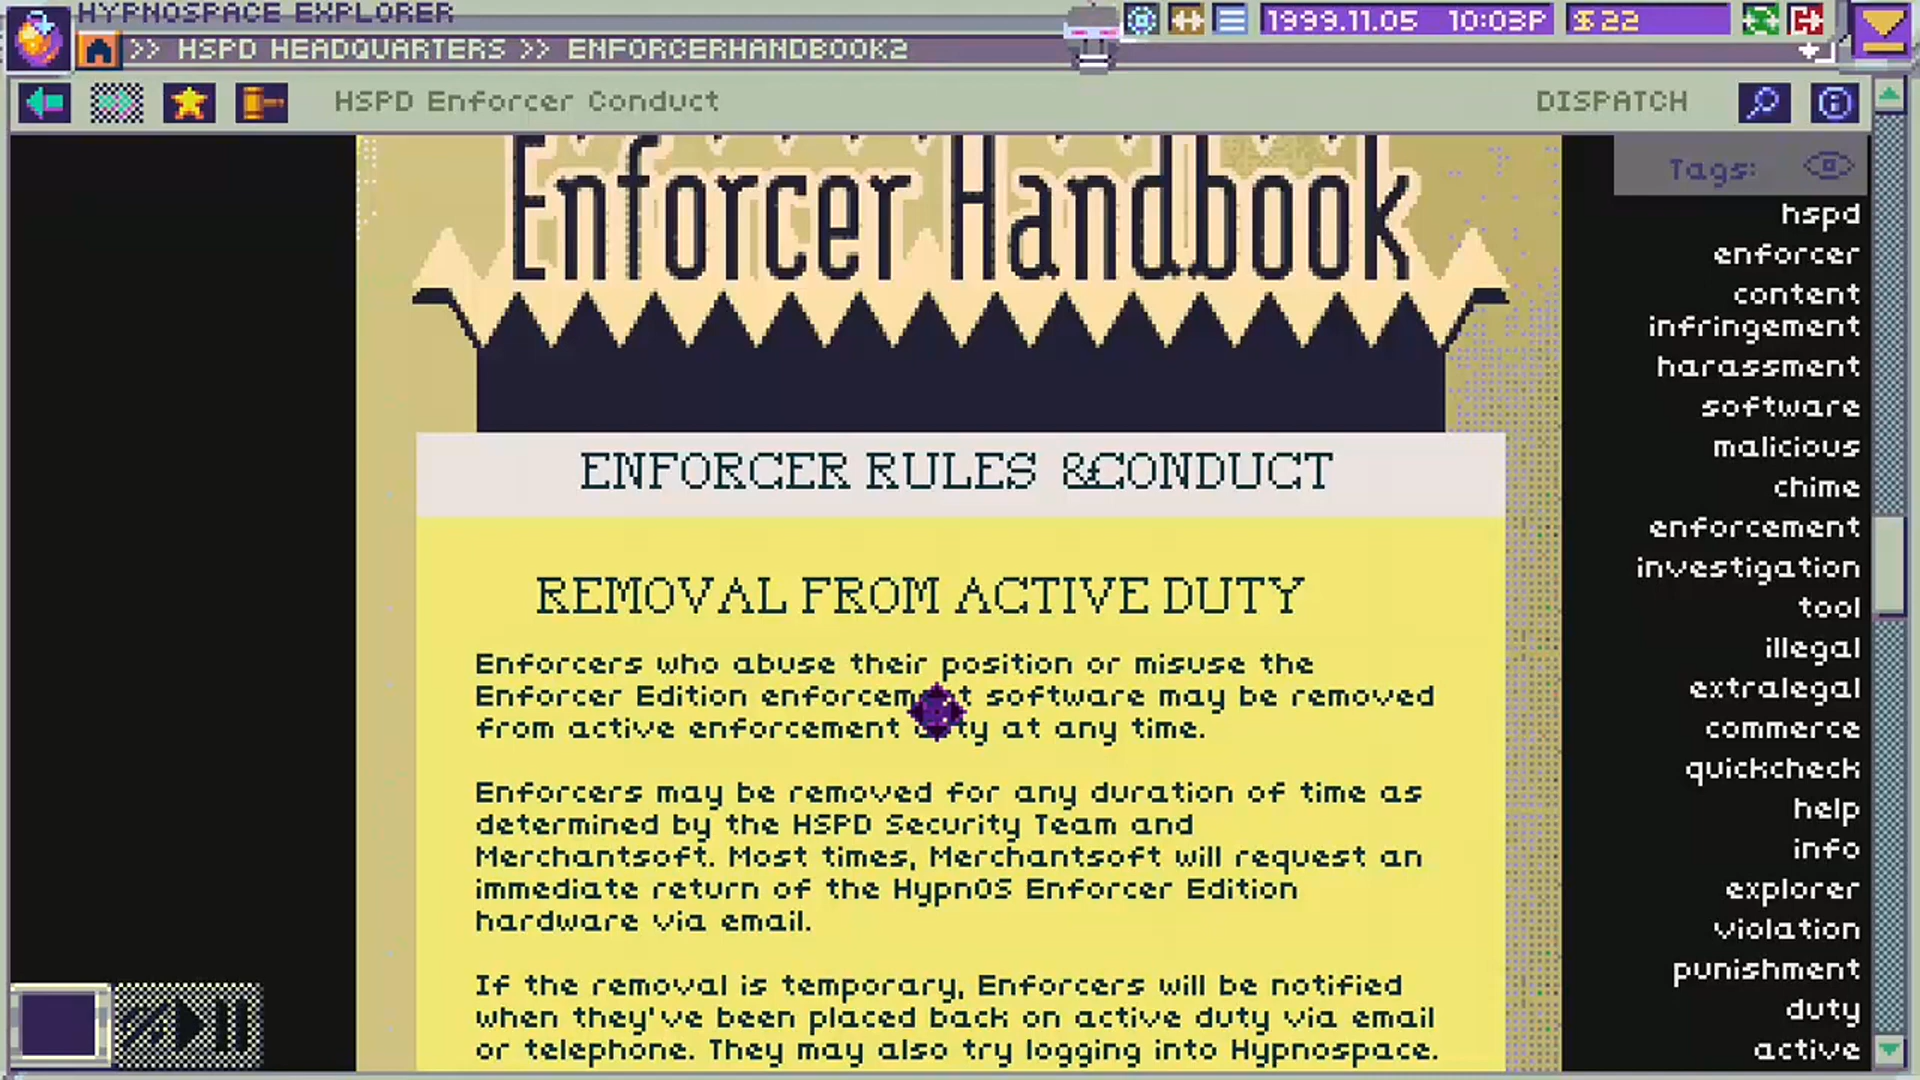 HYPNOSPACE EXPLORER
1999.11.05 10:03P
$ 22
>> HSPD HEADQUARTERS >> ENFORCERHANDBOOK2
HSPD Enforcer Conduct
DISPATCH
Enforcer Handbook
ENFORCER RULES &CONDUCT
REMOVAL FROM ACTIVE DUTY
Enforcers who abuse their position or misuse the
Enforcer Edition enforcement software may be removed
from active enforcement duty at any time.
Enforcers may be removed for any duration of time as
determined by the HSPD Security Team and
Merchantsoft. Most times, Merchantsoft will request an
immediate return of the HypnOS Enforcer Edition
hardware via email.
If the removal is temporary, Enforcers will be notified
when they've been placed back on active duty via email
or telephone. They may also try logging into Hypnospace.
Tags:
hspd
enforcer
content
infringement
harassment
software
malicious
chime
enforcement
investigation
tool
illegal
extralegal
commerce
quickcheck
help
info
explorer
violation
punishment
duty
active